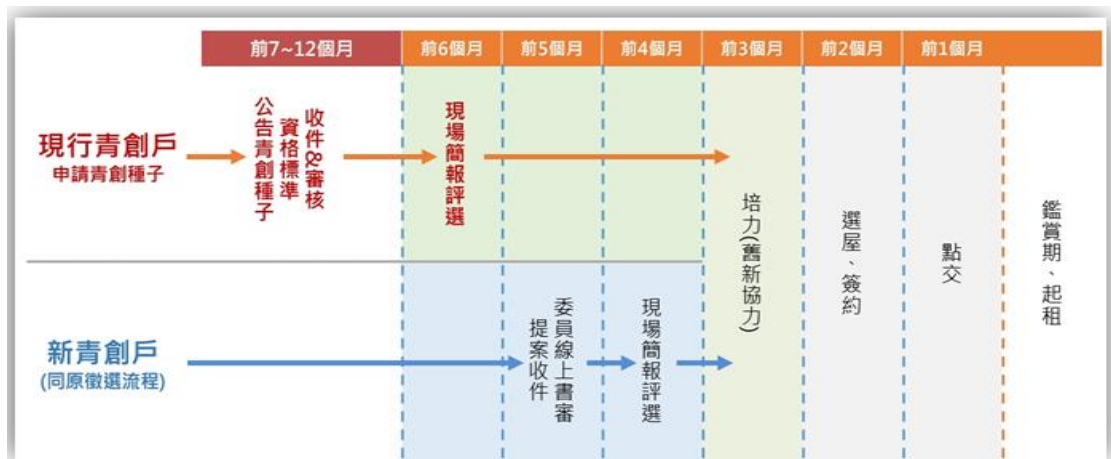 前7~12個月
前6個月
前5個月
前4個月
前3個月
前2個月
前1個月
現行青創戶
申請青創種子
公告青創種子
資格標準
收件&審核
現場簡報評選
新青創戶
(同原徵選流程)
提案收件
委員線上書審
現場簡報評選
培力(舊新協力)
選屋、簽約
點交
鑑賞期、起租